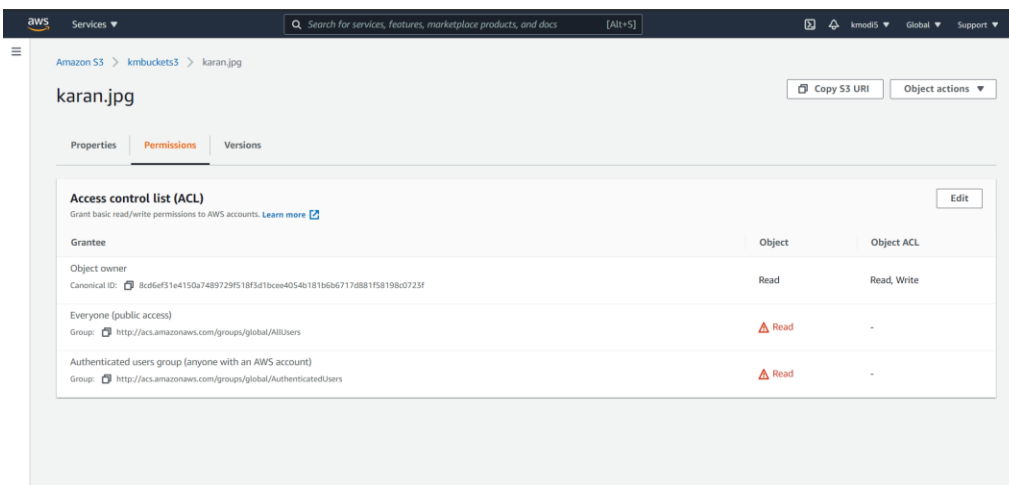 aws Services ▼ Search for services, features, marketplace products, and docs [Alt+S] kmodi5 ▼ Global ▼ Support ▼
Amazon S3 > kmbuckets3 > karan.jpg
karan.jpg
Copy S3 URI Object actions ▼
Properties Permissions Versions
Access control list (ACL)
Edit
Grant basic read/write permissions to AWS accounts. Learn more
Grantee Object Object ACL
Object owner
Canonical ID: 8cd6ef31e4150a7489729f518f3d1bcee4054b181b6b6717d881f58198c0723f
Read Read, Write
Everyone (public access)
Group: http://acs.amazonaws.com/groups/global/AllUsers
Read -
Authenticated users group (anyone with an AWS account)
Group: http://acs.amazonaws.com/groups/global/AuthenticatedUsers
Read -